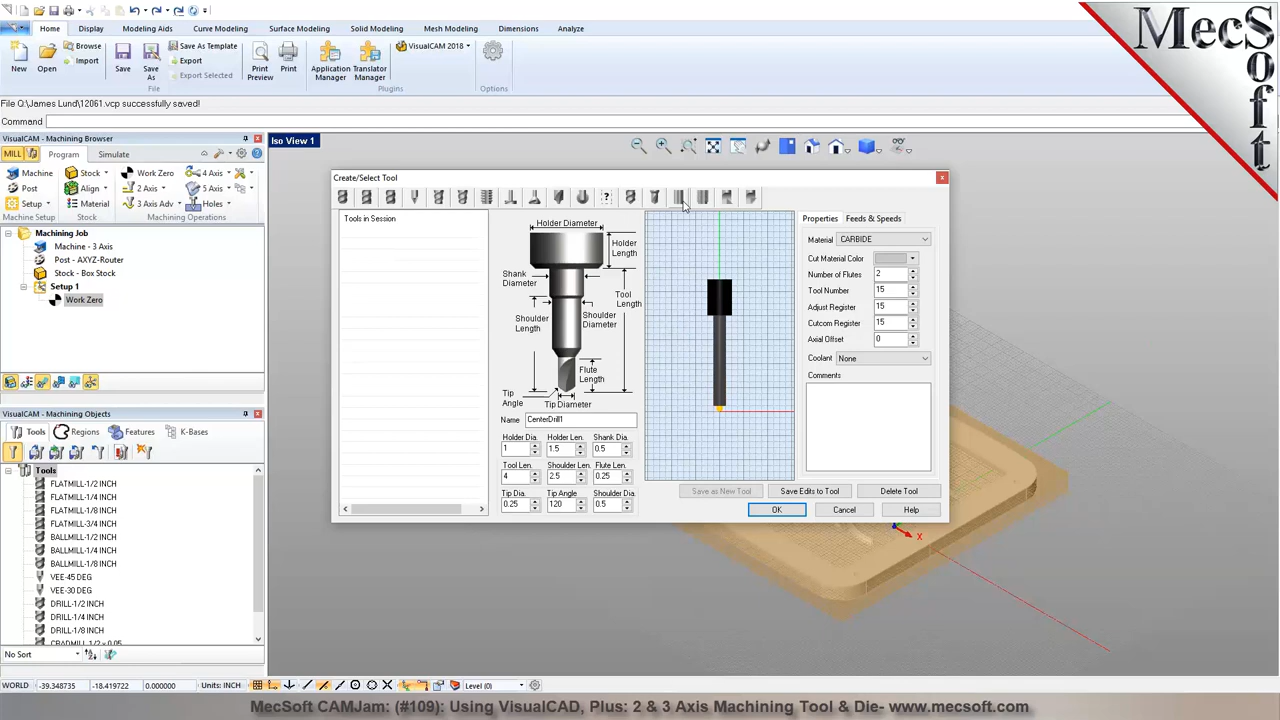 Home Display Modeling Aids Curve Modeling Surface Modeling Solid Modeling Mesh Modeling Dimensions Analyze
New Open Browse Import Save Save As Save As Template Export Export Selected Print Preview Print Application Manager Translator Manager VisualCAM 2018
File Plugins Options
File Q:\James Lund\12061.vcp successfully saved!
Command
VisualCAM - Machining Browser
MILL Program Simulate
Machine Stock Work Zero 4 Axis
Post Align 2 Axis 5 Axis
Setup Material 3 Axis Adv Holes
Machine Setup Stock Machining Operations
Machining Job
Machine - 3 Axis
Post - AXYZ-Router
Stock - Box Stock
Setup 1
Work Zero
VisualCAM - Machining Objects
Tools Regions Features K-Bases
Tools
FLATMILL-1/2 INCH
FLATMILL-1/4 INCH
FLATMILL-1/8 INCH
FLATMILL-3/4 INCH
BALLMILL-1/2 INCH
BALLMILL-1/4 INCH
BALLMILL-1/8 INCH
VEE-45 DEG
VEE-30 DEG
DRILL-1/2 INCH
DRILL-1/4 INCH
DRILL-1/8 INCH
No Sort
Iso View 1
Create/Select Tool
Tools in Session
Holder Diameter
Holder Length
Shank Diameter
Tool Length
Shoulder Length
Shoulder Diameter
Flute Length
Tip Angle
Tip Diameter
Name CenterDrill1
Holder Dia. Holder Len. Shank Dia.
1 1.5 0.5
Tool Len. Shoulder Len. Flute Len.
4 2.5 0.25
Tip Dia. Tip Angle Shoulder Dia.
0.25 120 0.5
Properties Feeds & Speeds
Material CARBIDE
Cut Material Color
Number of Flutes 2
Tool Number 15
Adjust Register 15
Cutcom Register 15
Axial Offset 0
Coolant None
Comments
Save as New Tool Save Edits to Tool Delete Tool
OK Cancel Help
X
MecSoft
WORLD -39.348735 -18.419722 0.000000 Units: INCH Level (0)
MecSoft CAMJam: (#109): Using VisualCAD, Plus: 2 & 3 Axis Machining Tool & Die- www.mecsoft.com